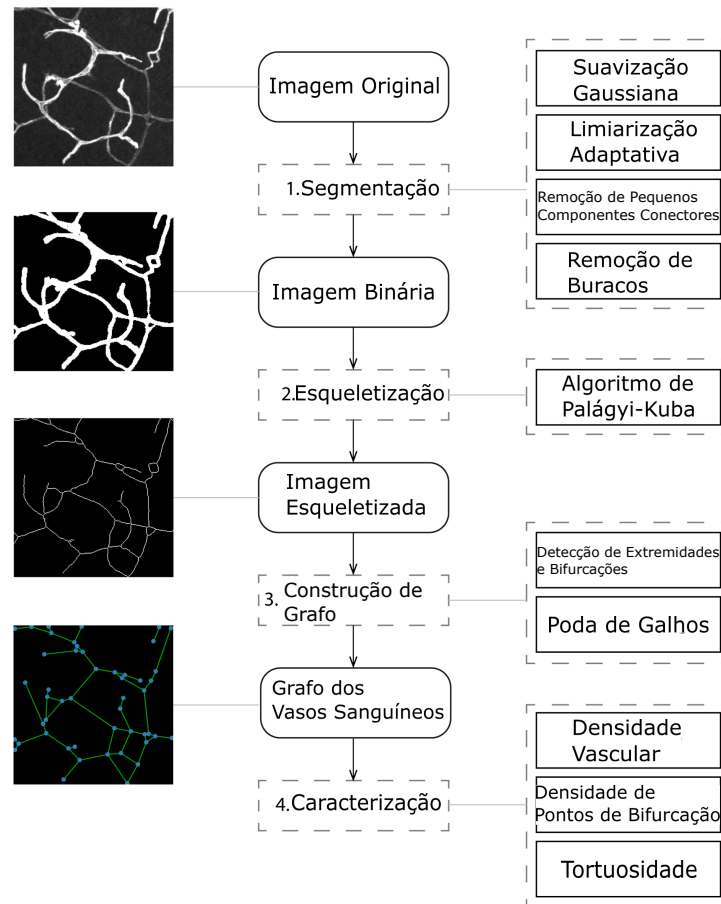 Imagem Original
1.Segmentação
Suavização
Gaussiana
Limiarização
Adaptativa
Remoção de Pequenos
Componentes Conectores
Remoção de
Buracos
Imagem Binária
2.Esqueletização
Algoritmo de
Palágyi-Kuba
Imagem
Esqueletizada
3. Construção de
Grafo
Detecção de Extremidades
e Bifurcações
Poda de Galhos
Grafo dos
Vasos Sanguíneos
4.Caracterização
Densidade
Vascular
Densidade de
Pontos de Bifurcação
Tortuosidade